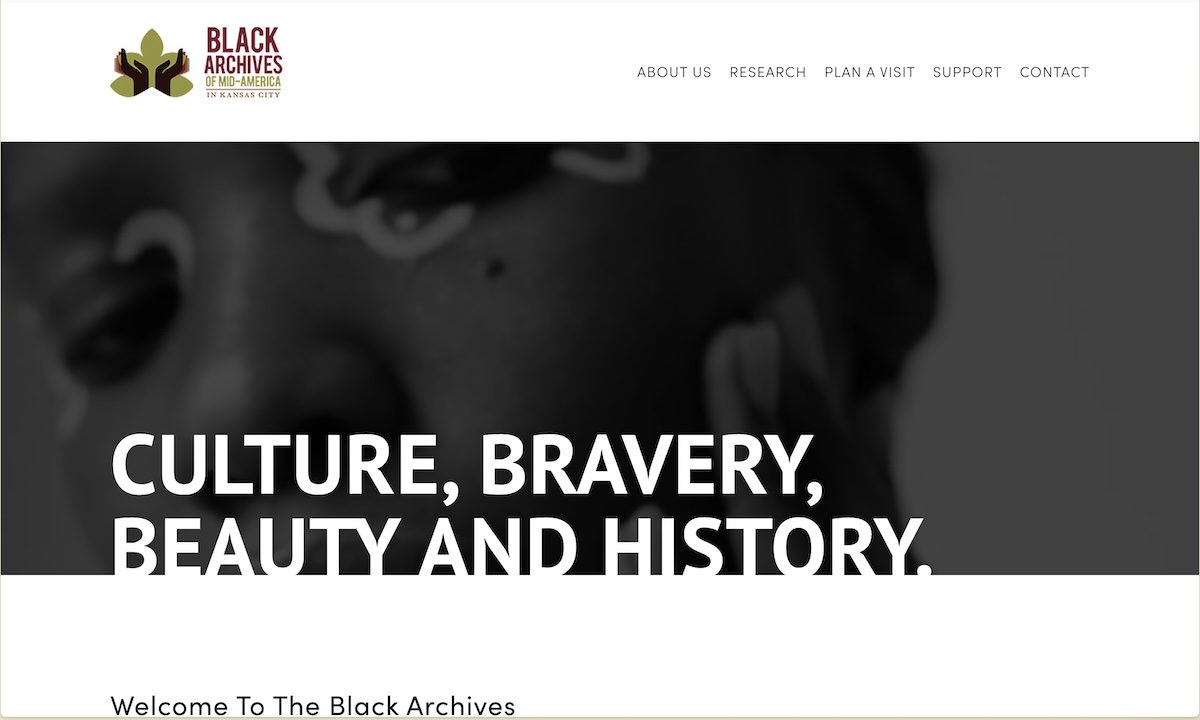 BLACK
ARCHIVES
OF MID-AMERICA
IN KANSAS CITY
ABOUT US RESEARCH PLAN A VISIT SUPPORT CONTACT
CULTURE, BRAVERY,
BEAUTY AND HISTORY.
Welcome To The Black Archives